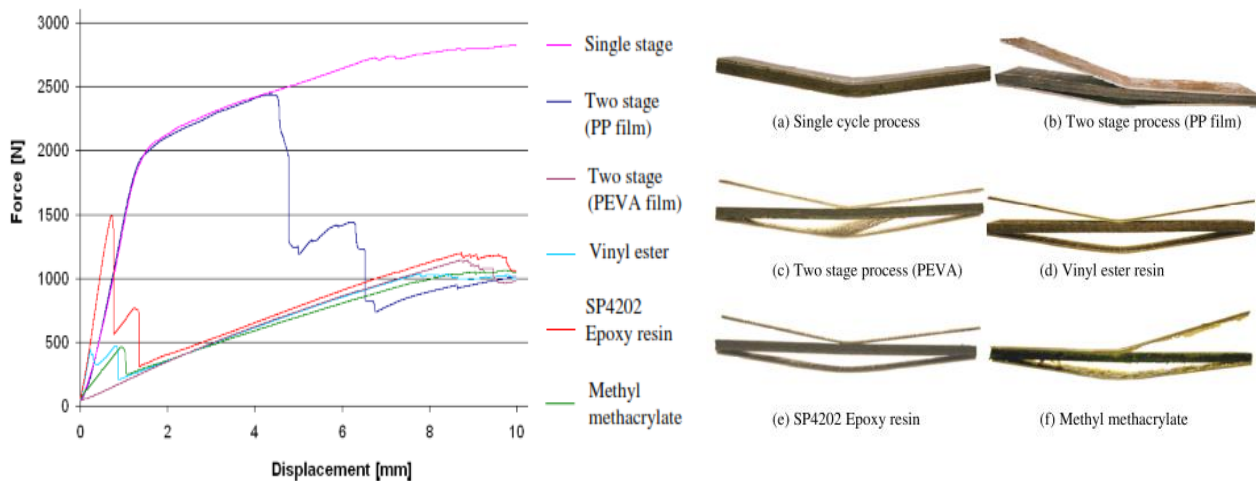 3000
2500
2000
1500
1000
500
0
Force [N]
0 2 4 6 8 10
Displacement [mm]
Single stage
Two stage
(PP film)
Two stage
(PEVA film)
Vinyl ester
SP4202
Epoxy resin
Methyl
methacrylate
(a) Single cycle process
(b) Two stage process (PP film)
(c) Two stage process (PEVA)
(d) Vinyl ester resin
(e) SP4202 Epoxy resin
(f) Methyl methacrylate